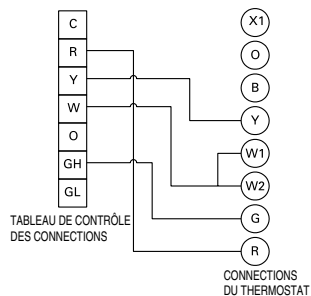 C
R
Y
W
O
GH
GL
TABLEAU DE CONTRÔLE
DES CONNECTIONS
X1
O
B
Y
W1
W2
G
R
CONNECTIONS
DU THERMOSTAT